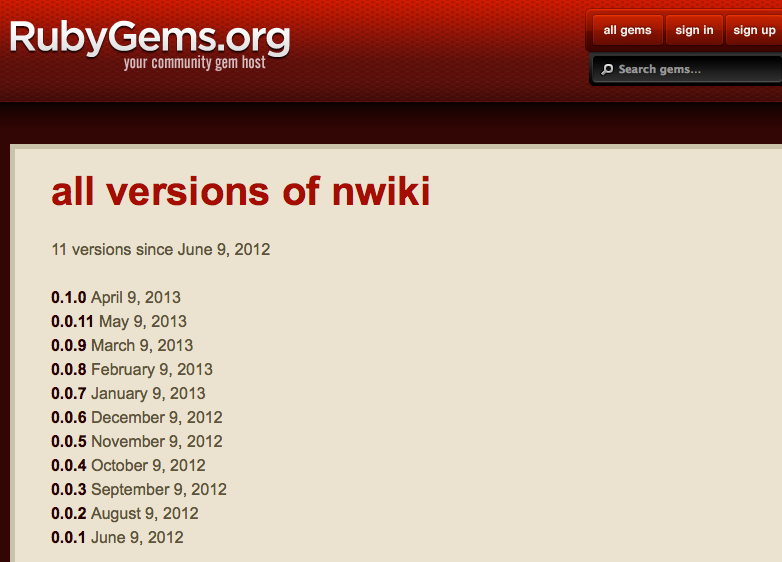 RubyGems.org
your community gem host
all gems sign in sign up
Search gems...
all versions of nwiki
11 versions since June 9, 2012
0.1.0 April 9, 2013
0.0.11 May 9, 2013
0.0.9 March 9, 2013
0.0.8 February 9, 2013
0.0.7 January 9, 2013
0.0.6 December 9, 2012
0.0.5 November 9, 2012
0.0.4 October 9, 2012
0.0.3 September 9, 2012
0.0.2 August 9, 2012
0.0.1 June 9, 2012